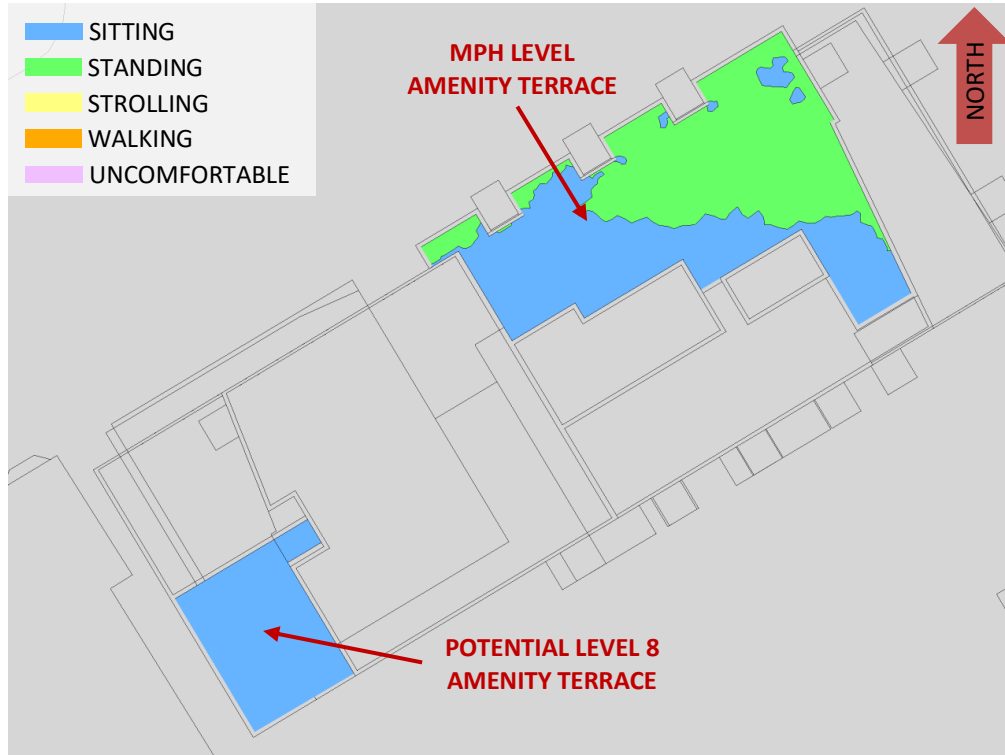 SITTING
STANDING
STROLLING
WALKING
UNCOMFORTABLE
MPH LEVEL
AMENITY TERRACE
NORTH
POTENTIAL LEVEL 8
AMENITY TERRACE